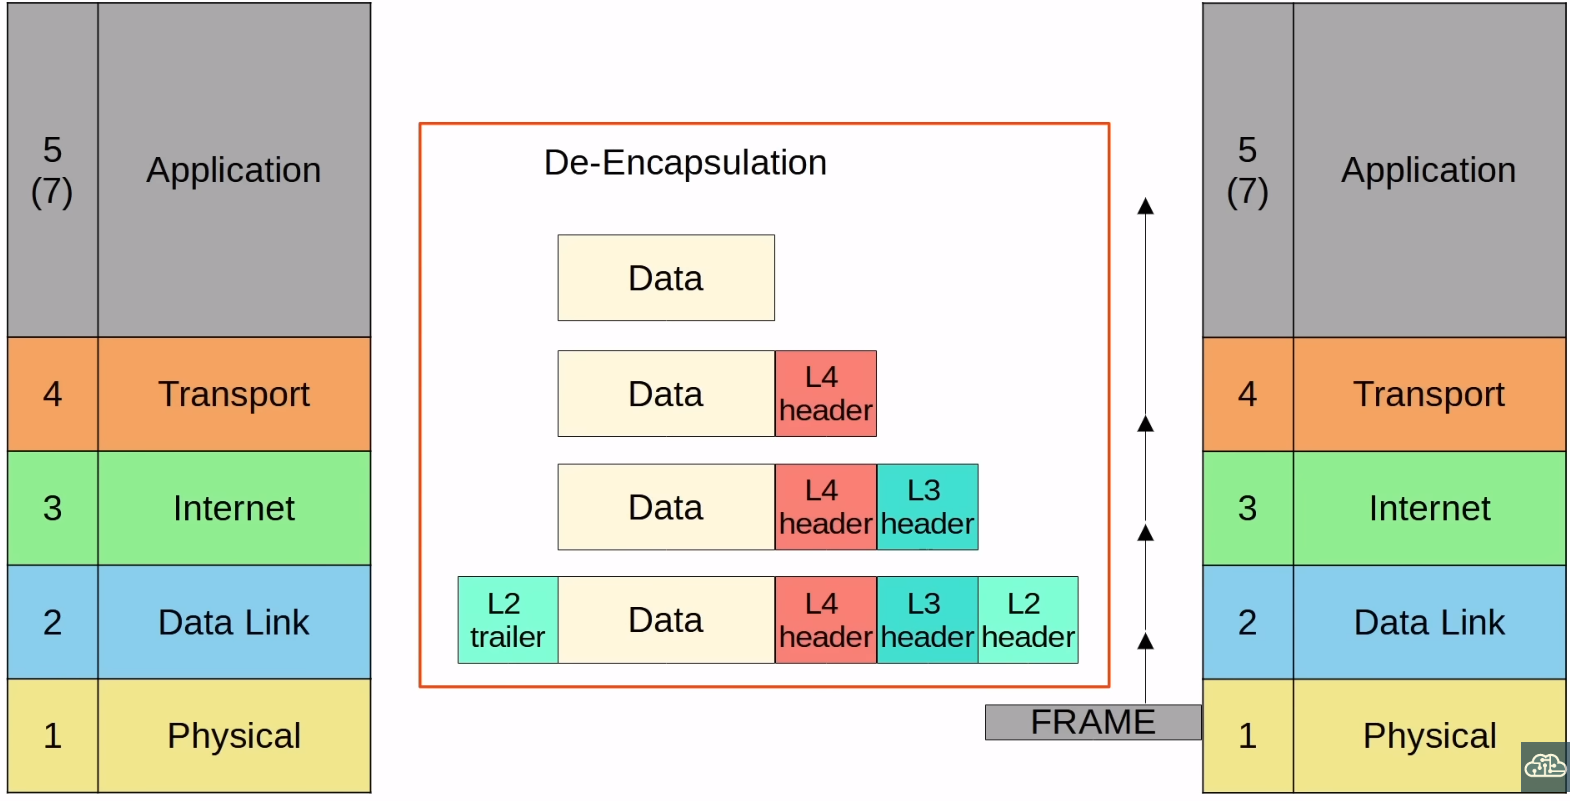 5
(7)
Application
4
Transport
3
Internet
2
Data Link
1
Physical
De-Encapsulation
Data
Data
L4
header
Data
L4
header
L3
header
L2
trailer
Data
L4
header
L3
header
L2
header
FRAME
5
(7)
Application
4
Transport
3
Internet
2
Data Link
1
Physical